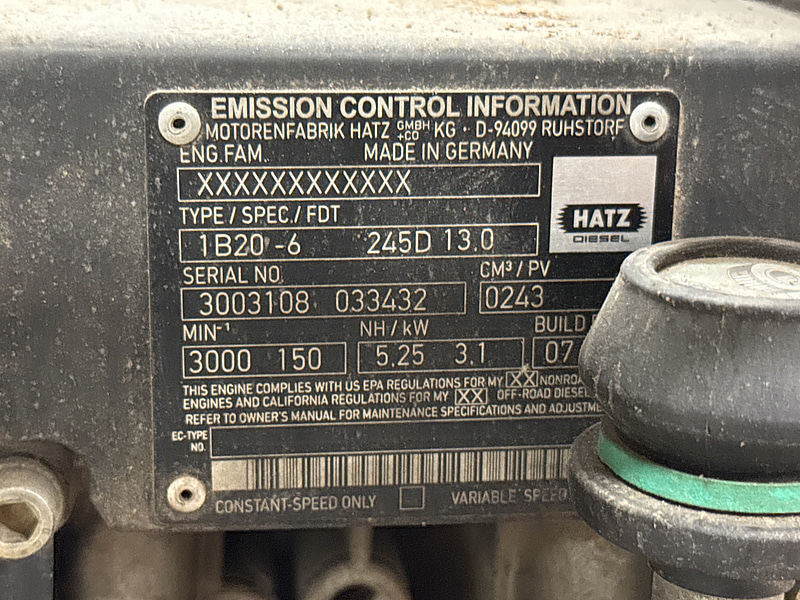 EMISSION CONTROL INFORMATION
MOTORENFABRIK HATZ GMBH +CO KG · D-94099 RUHSTORF
ENG.FAM. MADE IN GERMANY
XXXXXXXXXXXX
TYPE / SPEC./ FDT
1B20 -6 245D 13.0
HATZ
DIESEL
SERIAL NO. CM³ / PV
3003108 033432 0243
MIN⁻¹ NH / kW BUILD
3000 150 5,25 3.1 07
THIS ENGINE COMPLIES WITH US EPA REGULATIONS FOR MY XX NONROAD
ENGINES AND CALIFORNIA REGULATIONS FOR MY XX OFF-ROAD DIESEL
REFER TO OWNER'S MANUAL FOR MAINTENANCE SPECIFICATIONS AND
EC-TYPE
NO.
CONSTANT-SPEED ONLY VARIABLE SPEED